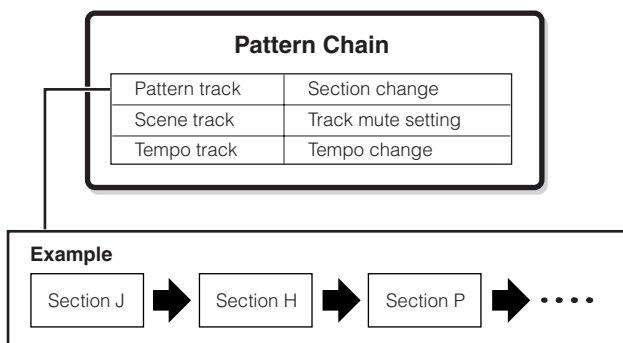 Pattern Chain
Pattern track Section change
Scene track Track mute setting
Tempo track Tempo change
Example
Section J Section H Section P